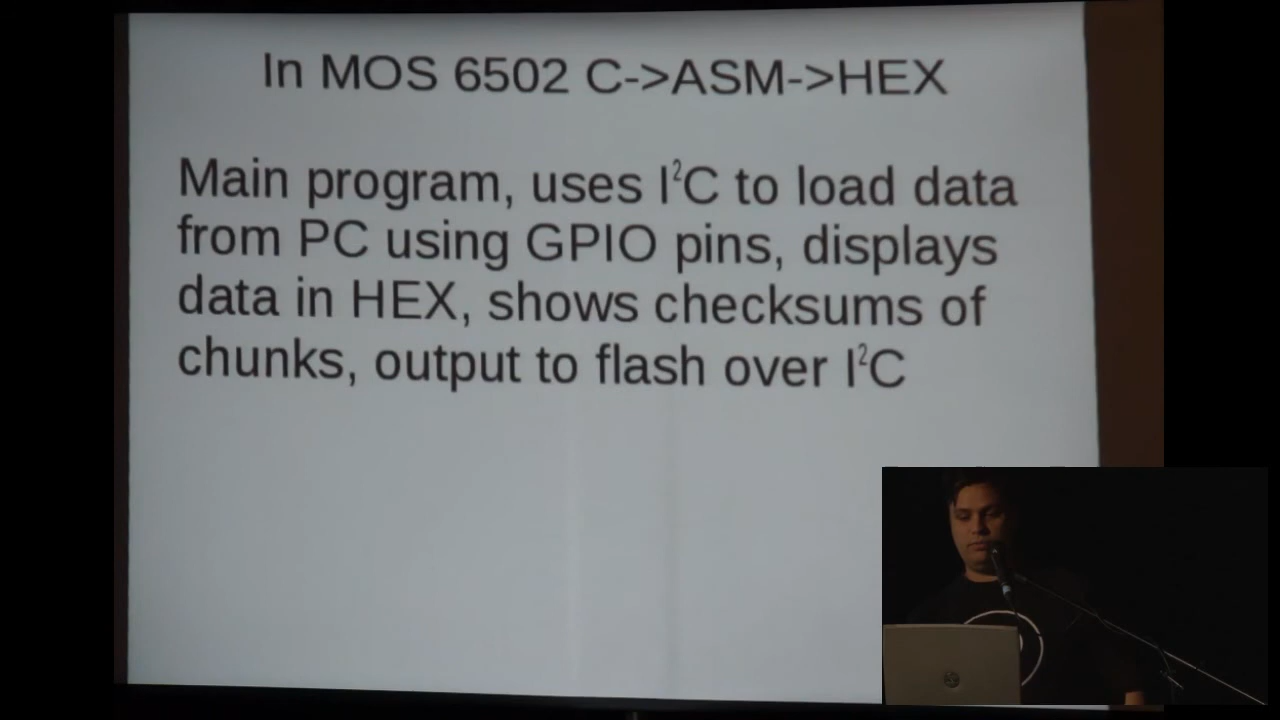 In MOS 6502 C->ASM->HEX
Main program, uses I²C to load data
from PC using GPIO pins, displays
data in HEX, shows checksums of
chunks, output to flash over I²C